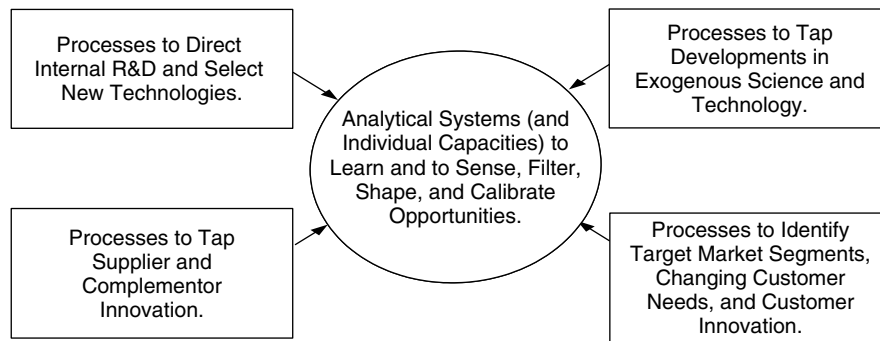 Processes to Direct
Internal R&D and Select
New Technologies.
Processes to Tap
Developments in
Exogenous Science and
Technology.
Analytical Systems (and
Individual Capacities) to
Learn and to Sense, Filter,
Shape, and Calibrate
Opportunities.
Processes to Tap
Supplier and
Complementor
Innovation.
Processes to Identify
Target Market Segments,
Changing Customer
Needs, and Customer
Innovation.